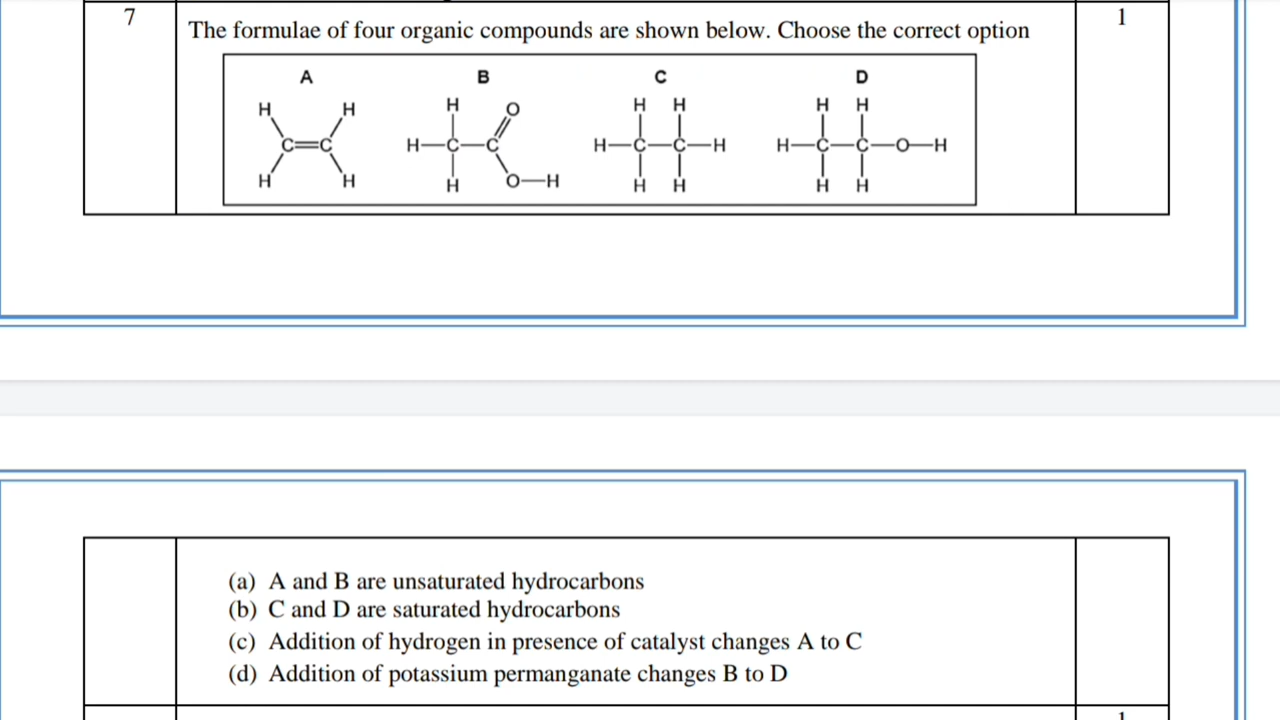 7
The formulae of four organic compounds are shown below. Choose the correct option
1
A B C D
H H H O H H H H
C=C H—C—C H—C—C—H H—C—C—O—H
H H H O—H H H H H
(a) A and B are unsaturated hydrocarbons
(b) C and D are saturated hydrocarbons
(c) Addition of hydrogen in presence of catalyst changes A to C
(d) Addition of potassium permanganate changes B to D